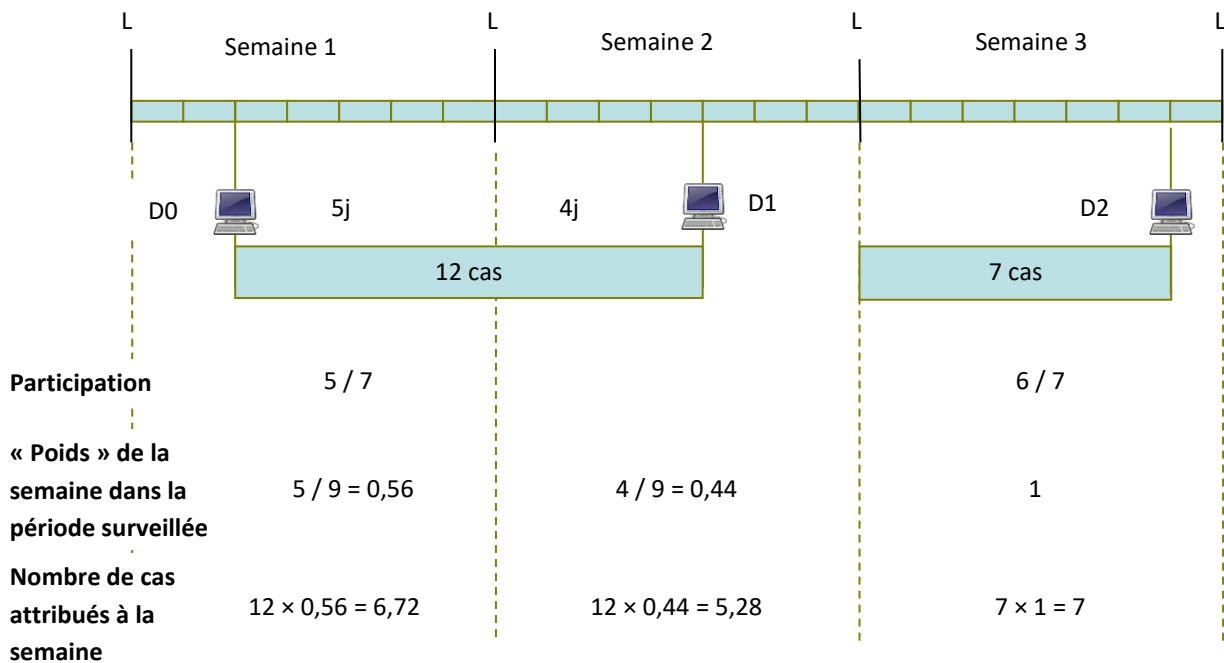 L L L L
Semaine 1 Semaine 2 Semaine 3
D0 5j 4j D1 D2
12 cas 7 cas
Participation 5 / 7 6 / 7
« Poids » de la
semaine dans la 5 / 9 = 0,56 4 / 9 = 0,44 1
période surveillée
Nombre de cas
attribués à la 12 × 0,56 = 6,72 12 × 0,44 = 5,28 7 × 1 = 7
semaine